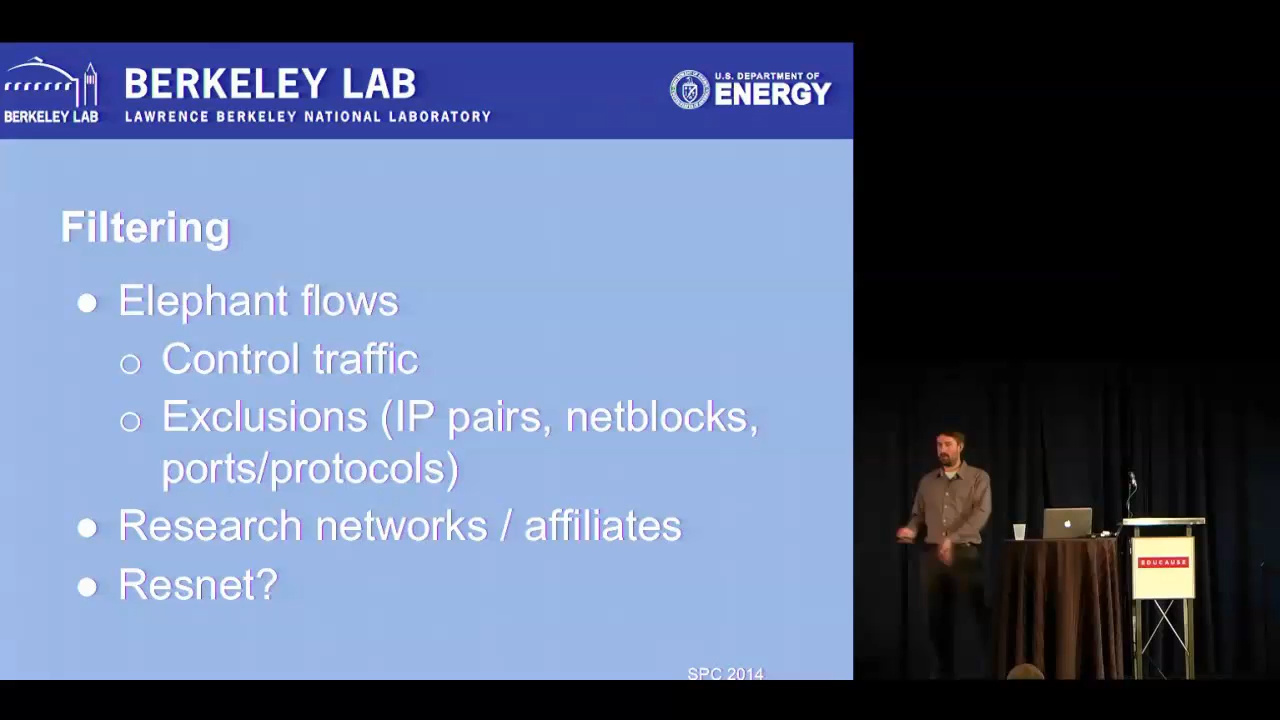 BERKELEY LAB
BERKELEY LAB
LAWRENCE BERKELEY NATIONAL LABORATORY
U.S. DEPARTMENT OF
ENERGY
Filtering
● Elephant flows
o Control traffic
o Exclusions (IP pairs, netblocks,
ports/protocols)
● Research networks / affiliates
● Resnet?
SPC 2014
EDUCAUSE